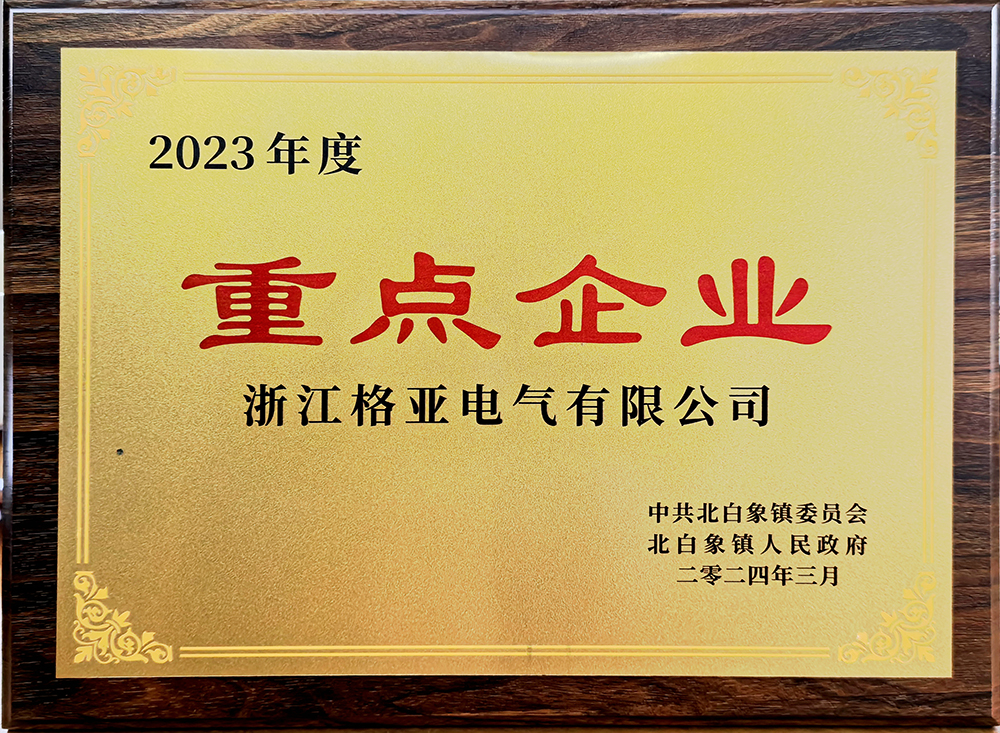 2023年度
重点企业
浙江格亚电气有限公司
中共北白象镇委员会
北白象镇人民政府
二零二四年三月